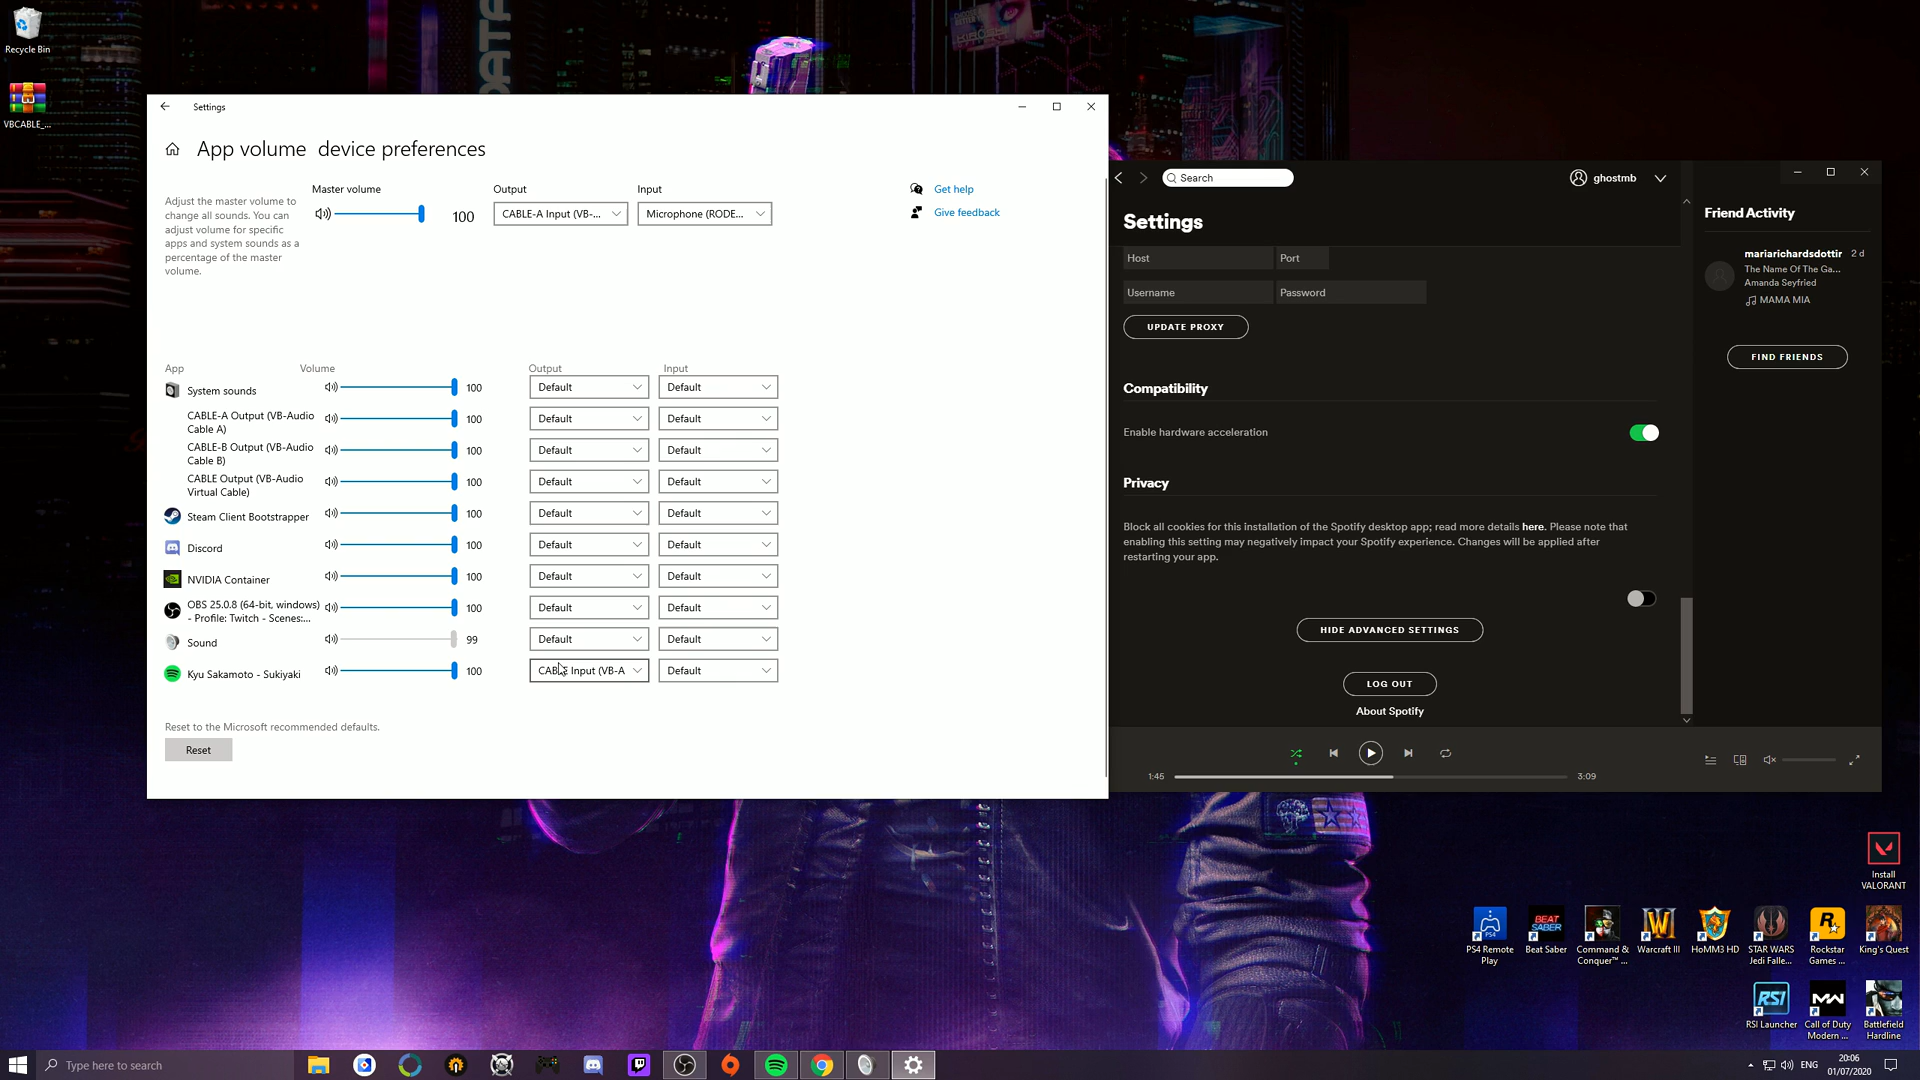 Recycle Bin
VBCABLE_...
Settings
App volume device preferences
Adjust the master volume to
change all sounds. You can
adjust volume for specific
apps and system sounds as a
percentage of the master
volume.
Master volume
100
Output
CABLE-A Input (VB-...
Input
Microphone (RODE...
Get help
Give feedback
App
Volume
Output
Input
System sounds
100
Default
Default
CABLE-A Output (VB-Audio
Cable A)
100
Default
Default
CABLE-B Output (VB-Audio
Cable B)
100
Default
Default
CABLE Output (VB-Audio
Virtual Cable)
100
Default
Default
Steam Client Bootstrapper
100
Default
Default
Discord
100
Default
Default
NVIDIA Container
100
Default
Default
OBS 25.0.8 (64-bit, windows)
- Profile: Twitch - Scenes:...
100
Default
Default
Sound
99
Default
Default
Kyu Sakamoto - Sukiyaki
100
CABLE Input (VB-A
Default
Reset to the Microsoft recommended defaults.
Reset
Search
ghostmb
Settings
Host
Port
Username
Password
UPDATE PROXY
Compatibility
Enable hardware acceleration
Privacy
Block all cookies for this installation of the Spotify desktop app; read more details here. Please note that
enabling this setting may negatively impact your Spotify experience. Changes will be applied after
restarting your app.
HIDE ADVANCED SETTINGS
LOG OUT
About Spotify
1:45
3:09
Friend Activity
mariarichardsdottir
2 d
The Name Of The Ga...
Amanda Seyfried
MAMA MIA
FIND FRIENDS
Install
VALORANT
PS4 Remote
Play
Beat Saber
Command &
Conquer™ ...
Warcraft III
HoMM3 HD
STAR WARS
Jedi Falle...
Rockstar
Games ...
King's Quest
RSI Launcher
Call of Duty
Modern ...
Battlefield
Hardline
Type here to search
ENG
20:06
01/07/2020